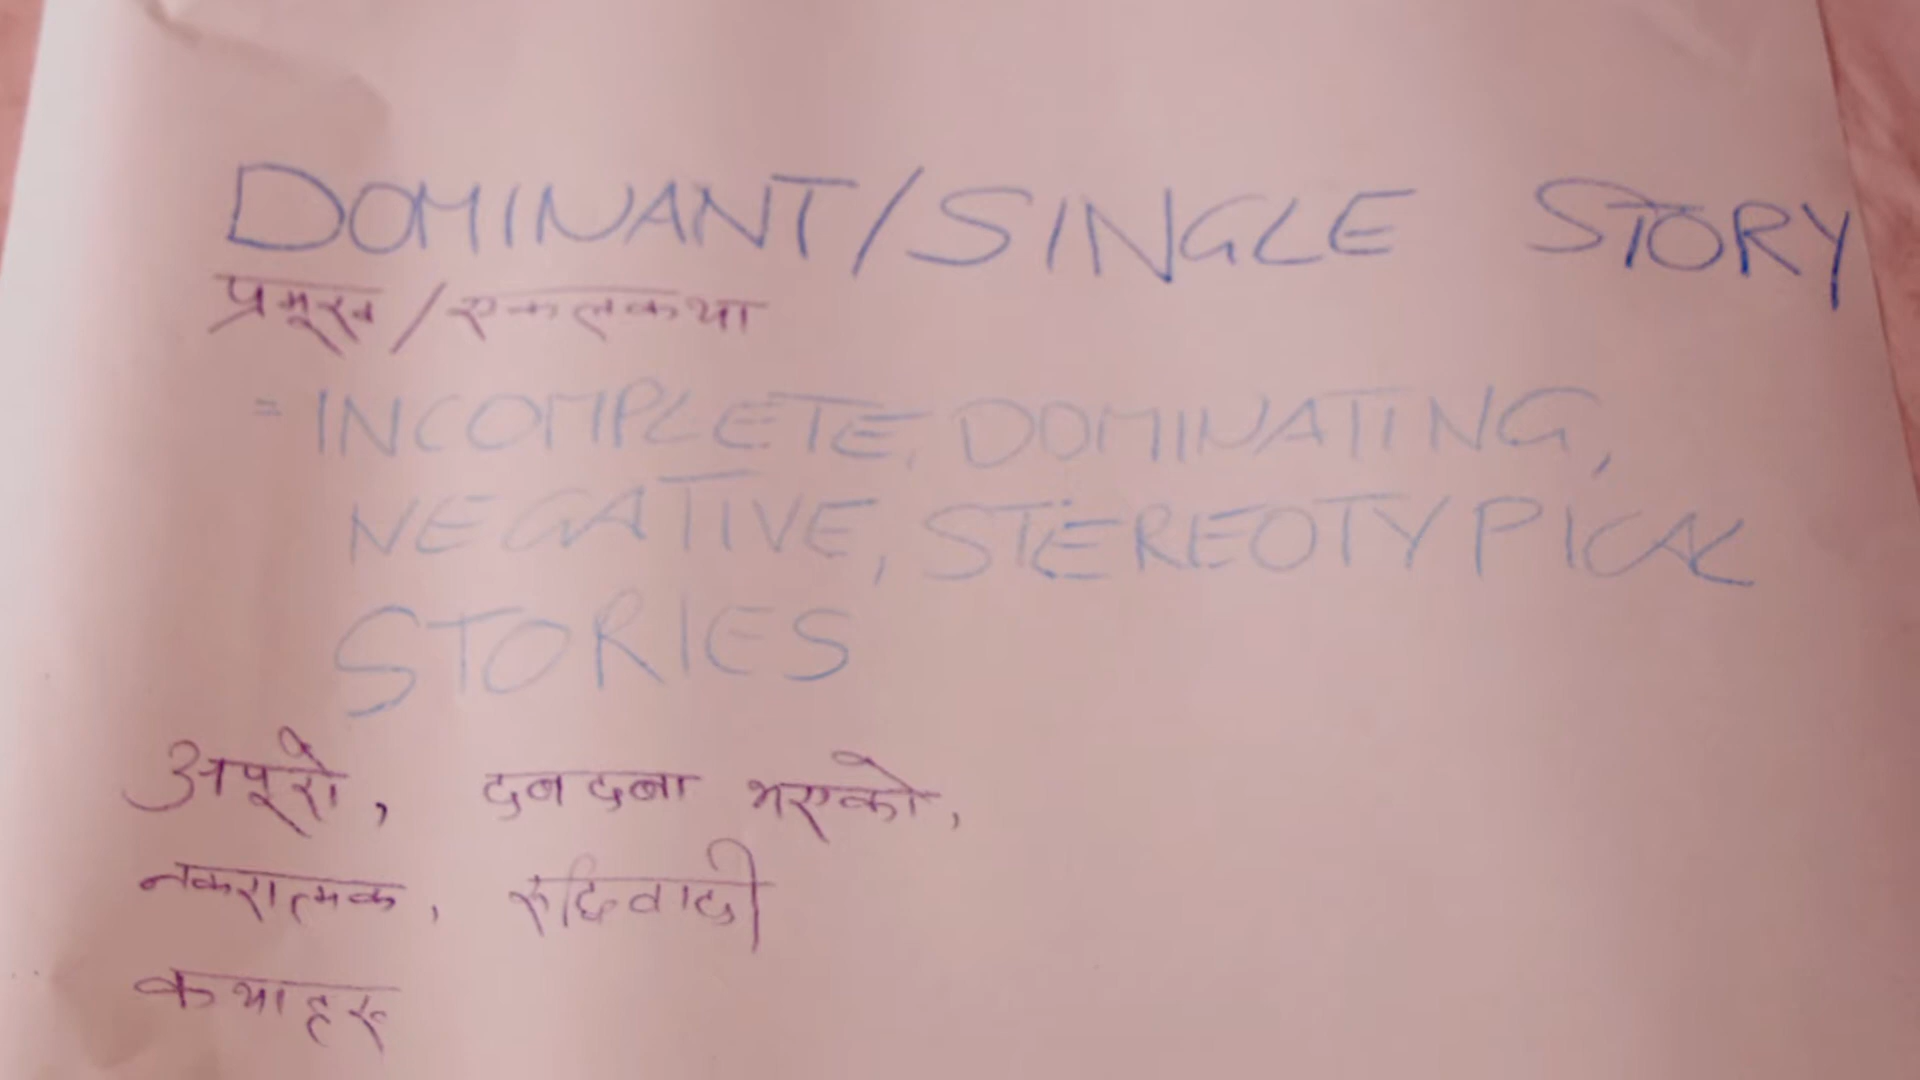 DOMINANT/SINGLE STORY
प्रमूख/एकलकथा
= INCOMPLETE, DOMINATING,
NEGATIVE, STEREOTYPICAL
STORIES
अपूरो, दबदबा भएको,
नकरात्मक, रुढिवादी
कथाहरु